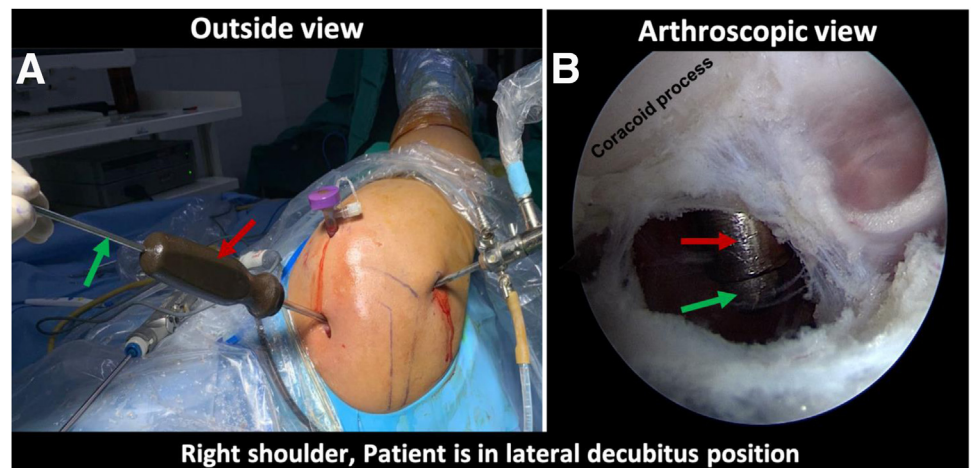 Outside view
Arthroscopic view
A
B
Coracoid process
Right shoulder, Patient is in lateral decubitus position